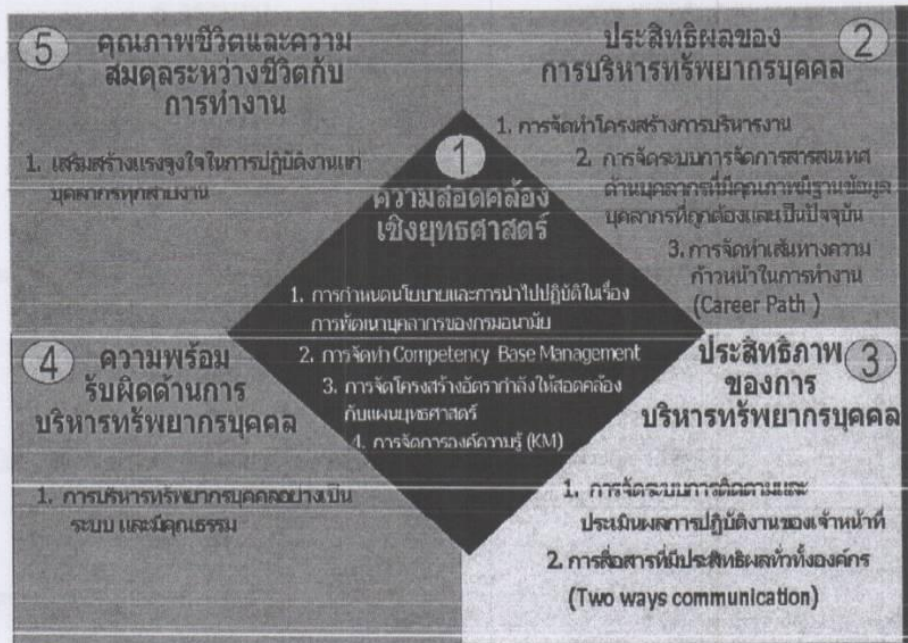 1
ความสอดคล้อง
เชิงยุทธศาสตร์
1. การกำหนดนโยบายและการนำไปปฏิบัติในเรื่อง
การพัฒนาบุคลากรของกรมอนามัย
2. การจัดทำ Competency Base Management
3. การจัดโครงสร้างอัตรากำลังให้สอดคล้อง
กับแผนยุทธศาสตร์
4. การจัดการองค์ความรู้ (KM)
2
ประสิทธิผลของ
การบริหารทรัพยากรบุคคล
1. การจัดทำโครงสร้างการบริหารงาน
2. การจัดระบบการจัดการสารสนเทศ
ด้านบุคลากรที่มีคุณภาพมีฐานข้อมูล
บุคลากรที่ถูกต้องและเป็นปัจจุบัน
3. การจัดทำเส้นทางความ
ก้าวหน้าในการทำงาน
(Career Path )
3
ประสิทธิภาพ
ของการ
บริหารทรัพยากรบุคคล
1. การจัดระบบการติดตามและ
ประเมินผลการปฏิบัติงานของเจ้าหน้าที่
2. การสื่อสารที่มีประสิทธิผลทั่วทั้งองค์กร
(Two ways communication)
4
ความพร้อม
รับผิดด้านการ
บริหารทรัพยากรบุคคล
1. การบริหารทรัพยากรบุคคลอย่างเป็น
ระบบ และมีคุณธรรม
5
คุณภาพชีวิตและความ
สมดุลระหว่างชีวิตกับ
การทำงาน
1. เสริมสร้างแรงจูงใจในการปฏิบัติงานแก่
บุคลากรทุกสายงาน